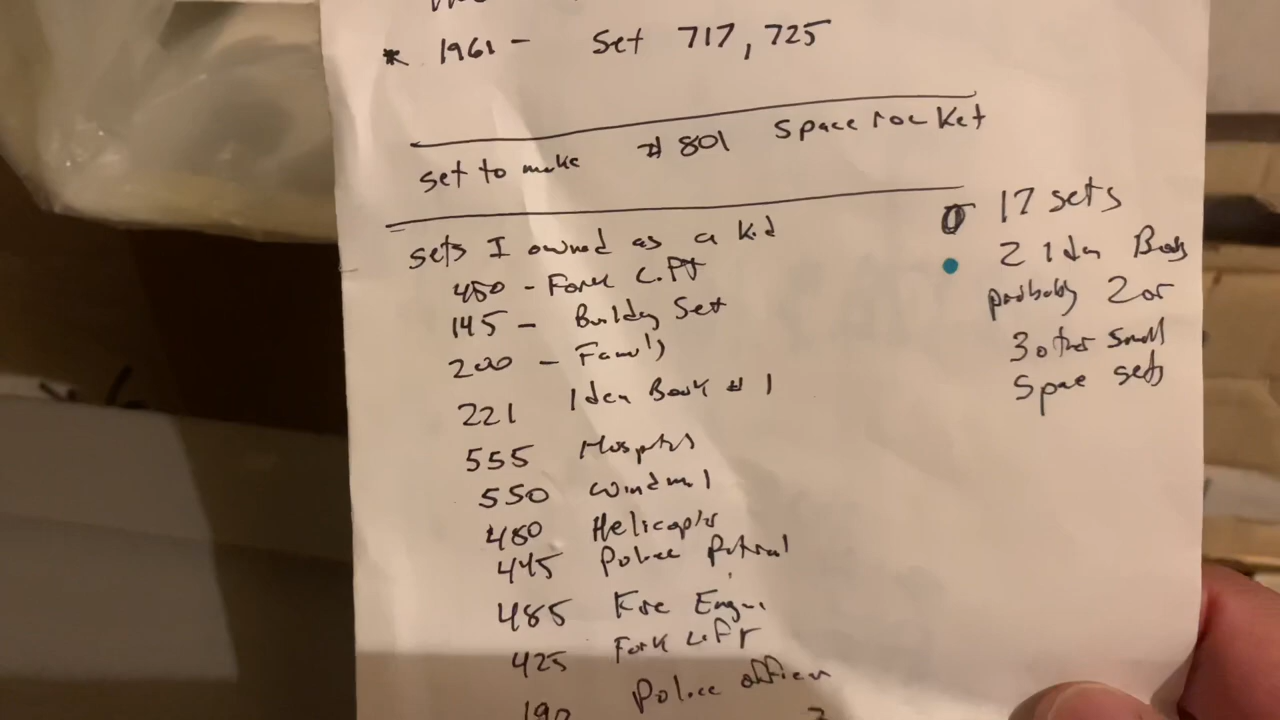 * 1961 - Set 717, 725
set to make # 801 Space rocket
sets I owned as a kid
450 - Fork Lift
145 - Buildg Set
200 - Family
221 Idea Book # 1
555 Hospital
550 windmill
480 Helicopter
445 Police Patrol
485 Fire Engine
425 Fork Lift
190 Police officer
17 sets
2 Idea Books
probably 2 or
3 other small
Space sets